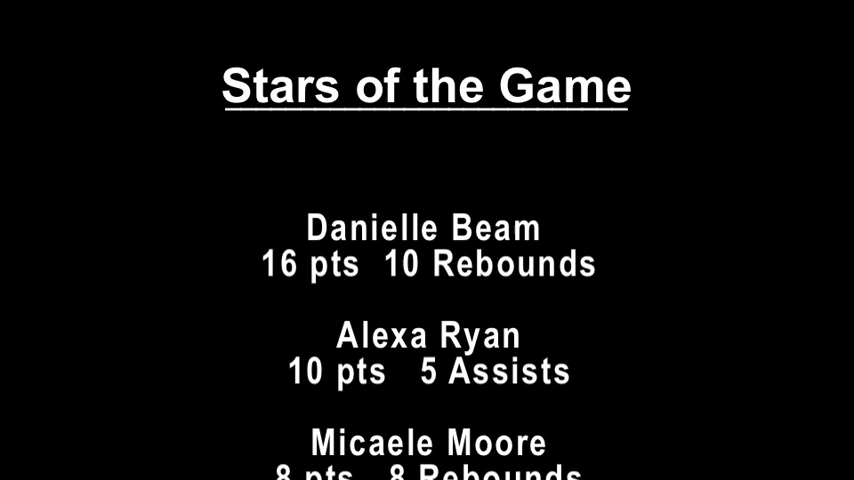 Stars of the Game
Danielle Beam
16 pts 10 Rebounds
Alexa Ryan
10 pts 5 Assists
Micaele Moore
8 pts 8 Rebounds